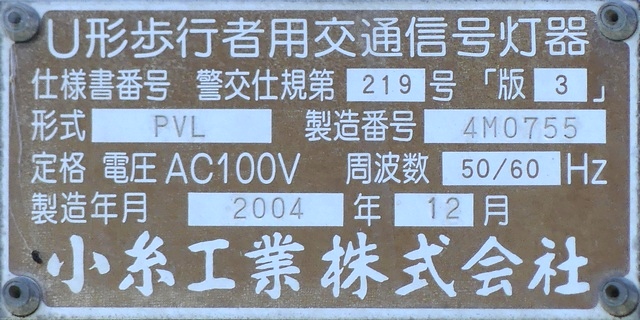 U形歩行者用交通信号灯器
仕様書番号 警交仕規第 219 号 「版 3 」
形式 PVL 製造番号 4M0755
定格 電圧 AC100V 周波数 50/60 Hz
製造年月 2004 年 12 月
小糸工業株式会社